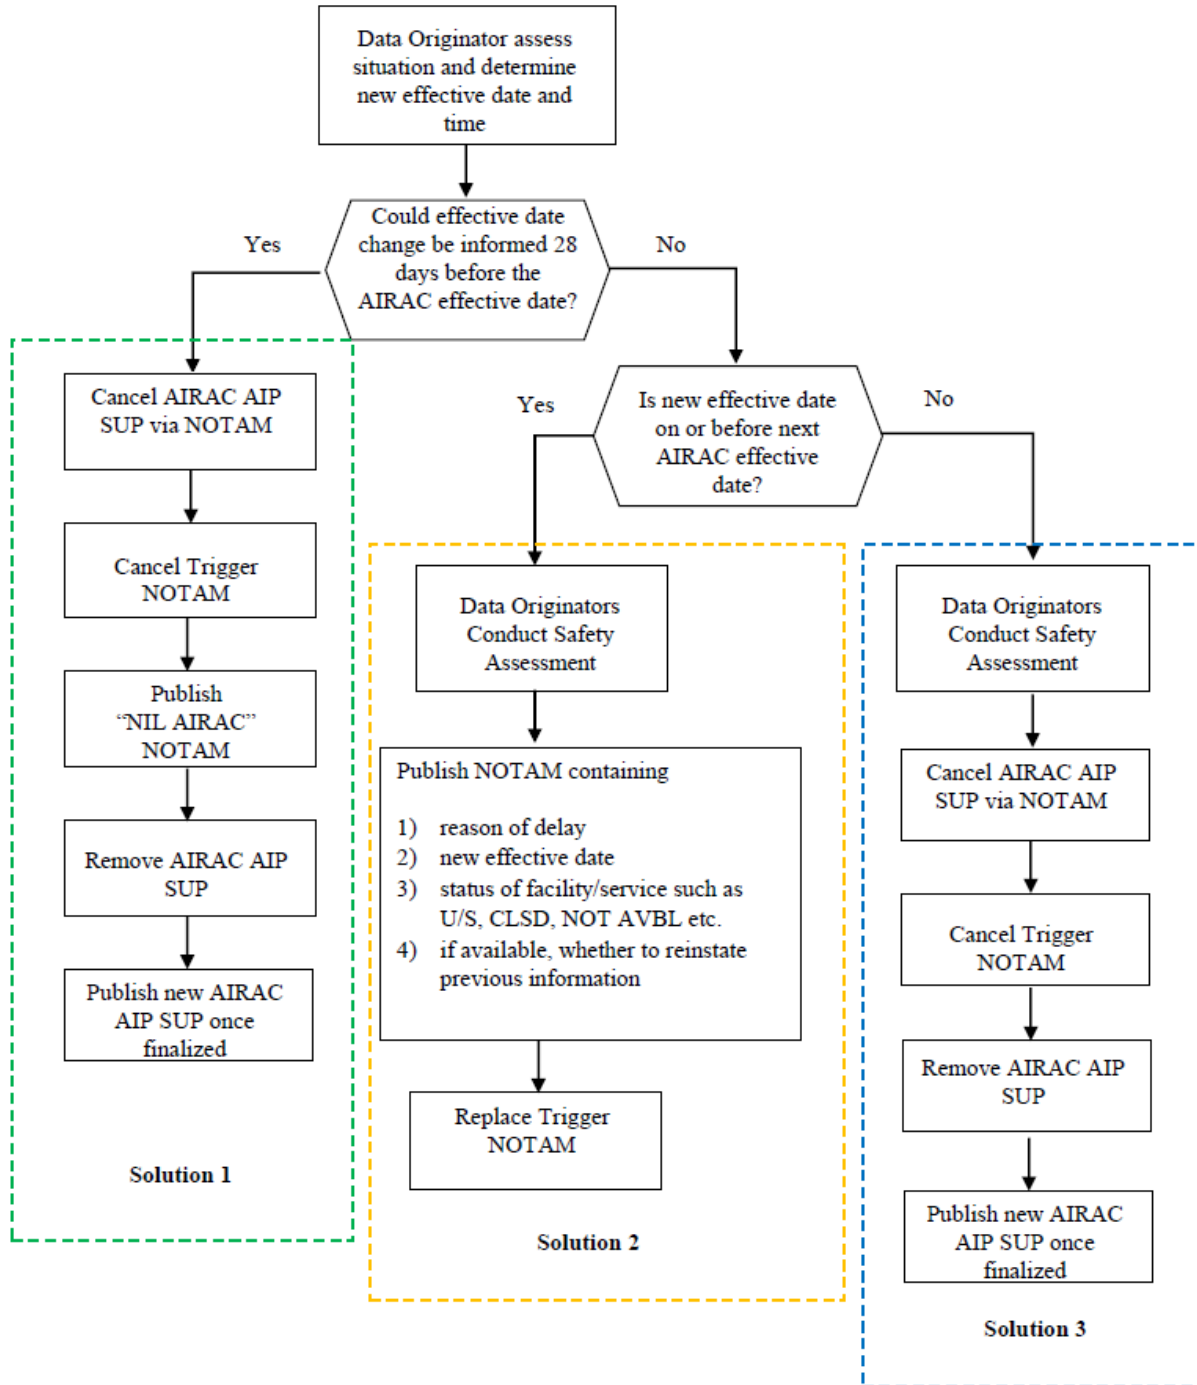 Data Originator assess
situation and determine
new effective date and
time
Could effective date
change be informed 28
days before the
AIRAC effective date?
Yes
No
Is new effective date
on or before next
AIRAC effective
date?
Yes
No
Cancel AIRAC AIP
SUP via NOTAM
Cancel Trigger
NOTAM
Publish
“NIL AIRAC”
NOTAM
Remove AIRAC AIP
SUP
Publish new AIRAC
AIP SUP once
finalized
Solution 1
Data Originators
Conduct Safety
Assessment
Publish NOTAM containing
1) reason of delay
2) new effective date
3) status of facility/service such as
U/S, CLSD, NOT AVBL etc.
4) if available, whether to reinstate
previous information
Replace Trigger
NOTAM
Solution 2
Data Originators
Conduct Safety
Assessment
Cancel AIRAC AIP
SUP via NOTAM
Cancel Trigger
NOTAM
Remove AIRAC AIP
SUP
Publish new AIRAC
AIP SUP once
finalized
Solution 3